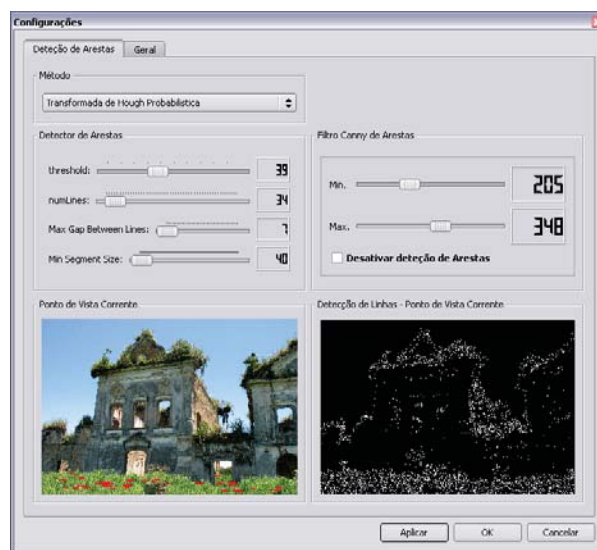 Configurações
Deteção de Arestas
Geral
Método
Transformada de Hough Probabilistica
Detector de Arestas
threshold:
39
numLines:
34
Max Gap Between Lines:
7
Min Segment Size:
40
Filtro Canny de Arestas
Min.
205
Max.
348
Desativar deteção de Arestas
Ponto de Vista Corrente
Detecção de Linhas - Ponto de Vista Corrente
Aplicar
OK
Cancelar